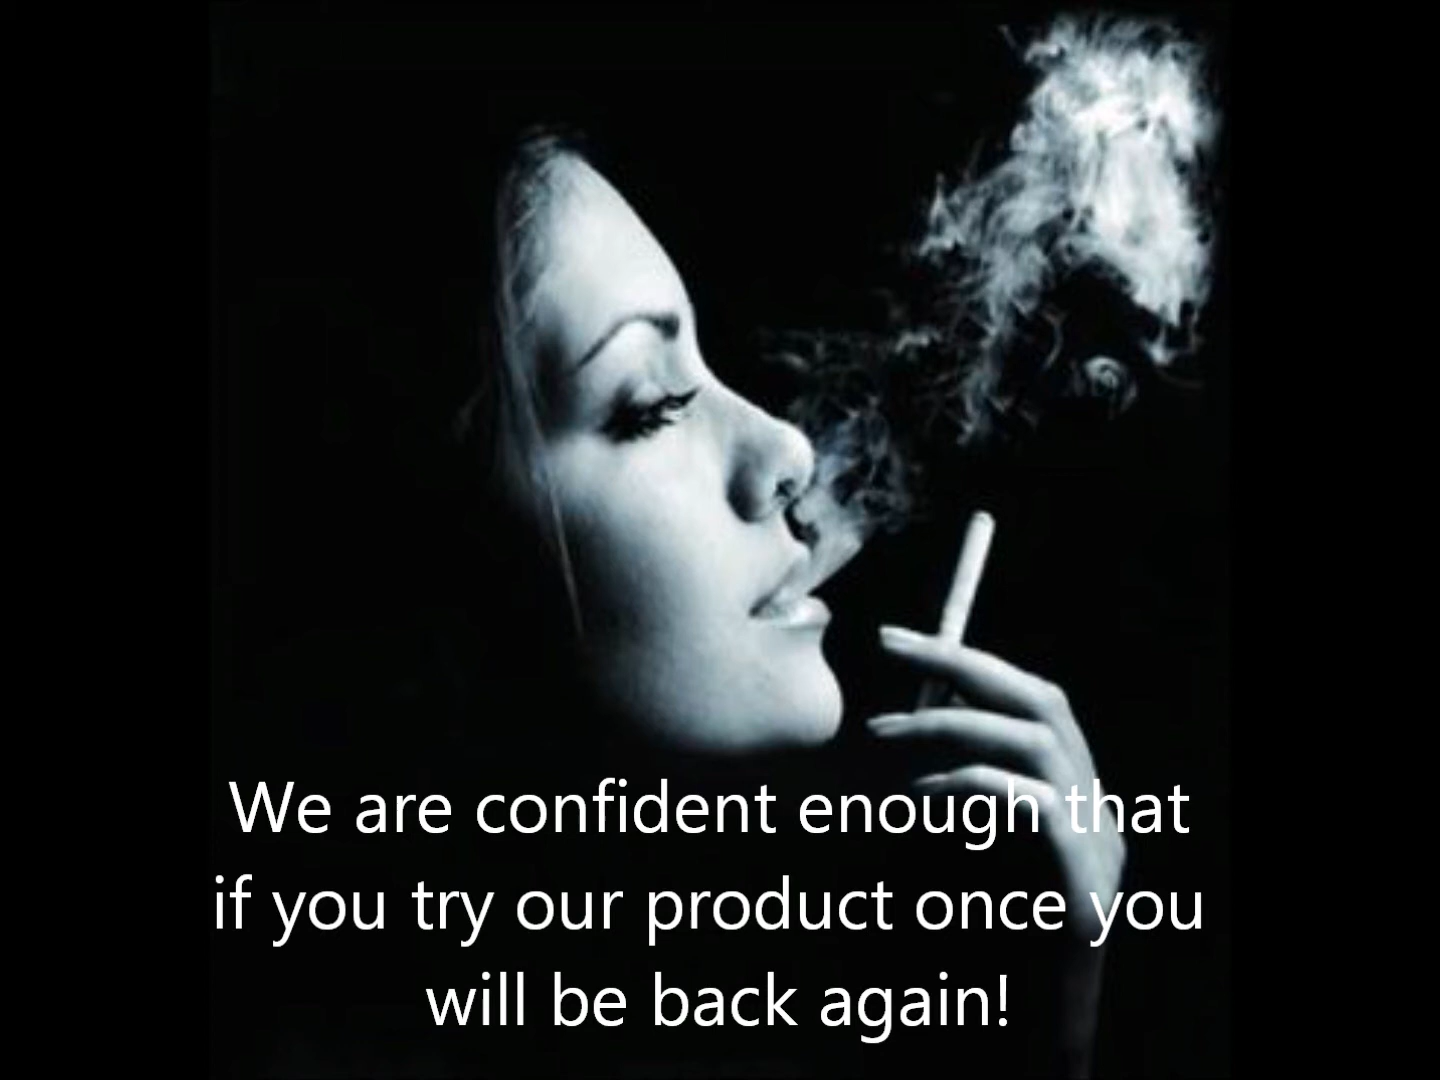 We are confident enough that
if you try our product once you
will be back again!